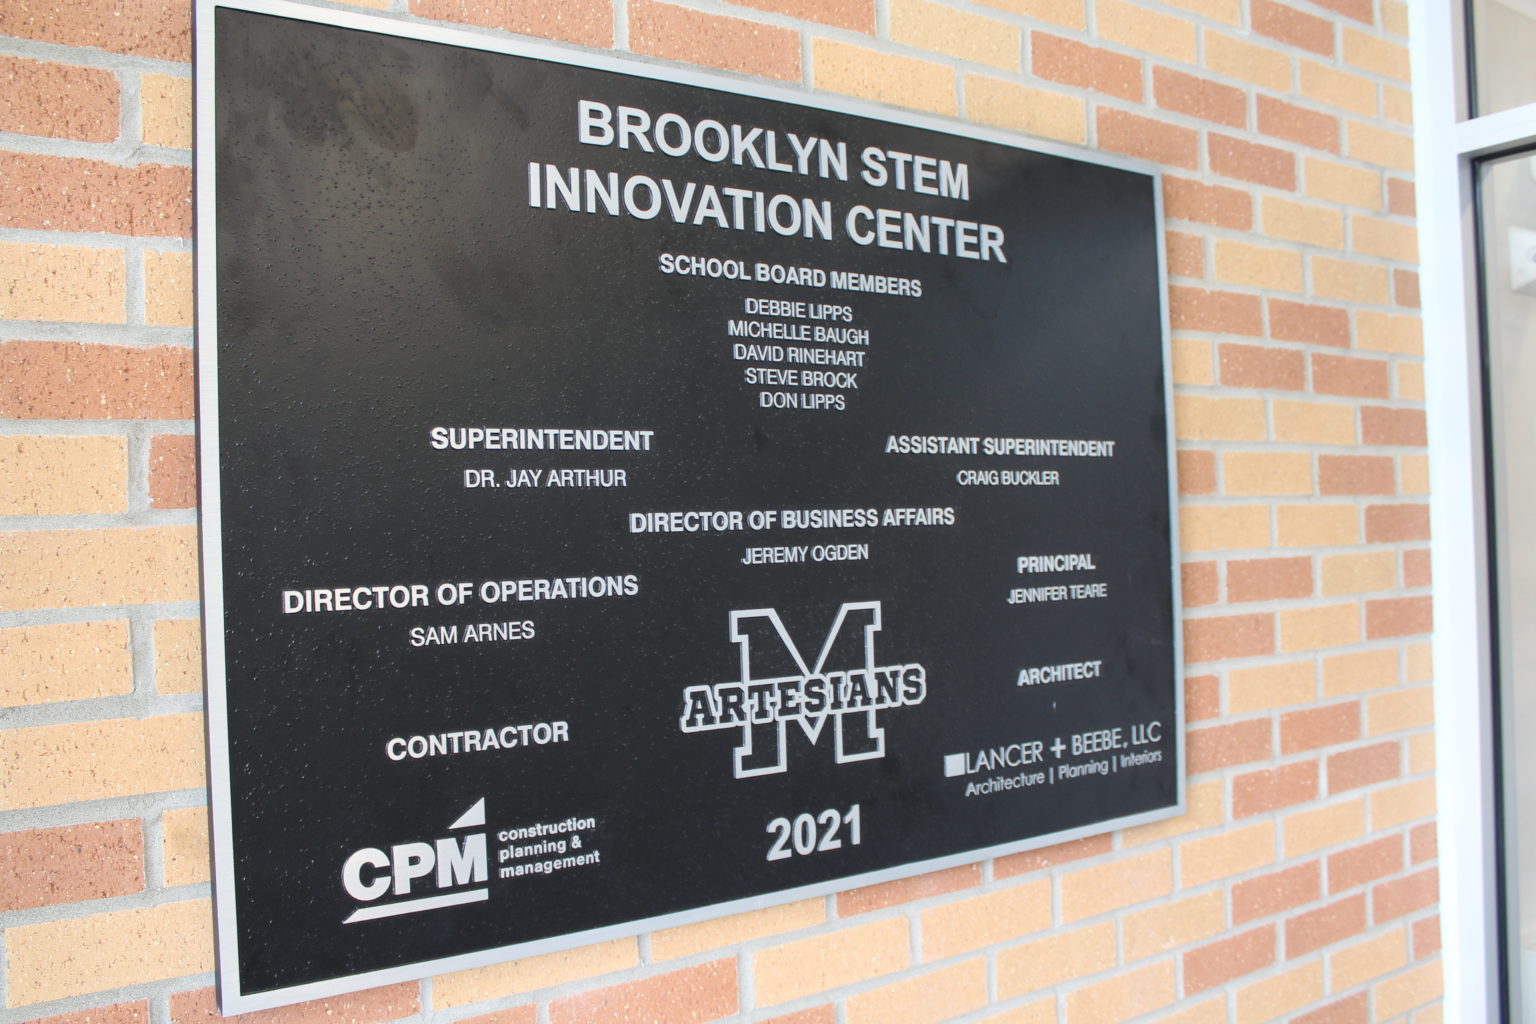 BROOKLYN STEM
INNOVATION CENTER
SCHOOL BOARD MEMBERS
DEBBIE LIPPS
MICHELLE BAUGH
DAVID RINEHART
STEVE BROCK
DON LIPPS
SUPERINTENDENT
DR. JAY ARTHUR
ASSISTANT SUPERINTENDENT
CRAIG BUCKLER
DIRECTOR OF BUSINESS AFFAIRS
JEREMY OGDEN
DIRECTOR OF OPERATIONS
SAM ARNES
PRINCIPAL
JENNIFER TEARE
M
ARTESIANS
CONTRACTOR
CPM
construction
planning &
management
ARCHITECT
LANCER + BEEBE, LLC
Architecture | Planning | Interiors
2021